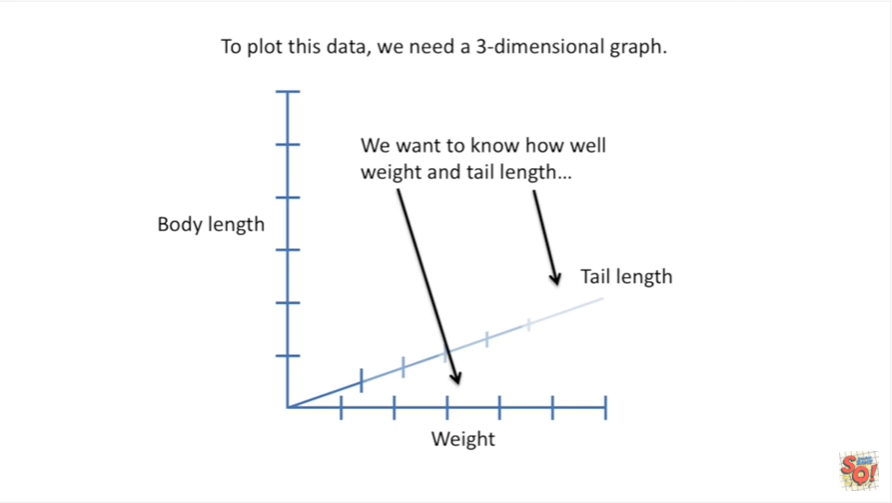 To plot this data, we need a 3-dimensional graph.
We want to know how well
weight and tail length...
Body length
Tail length
Weight